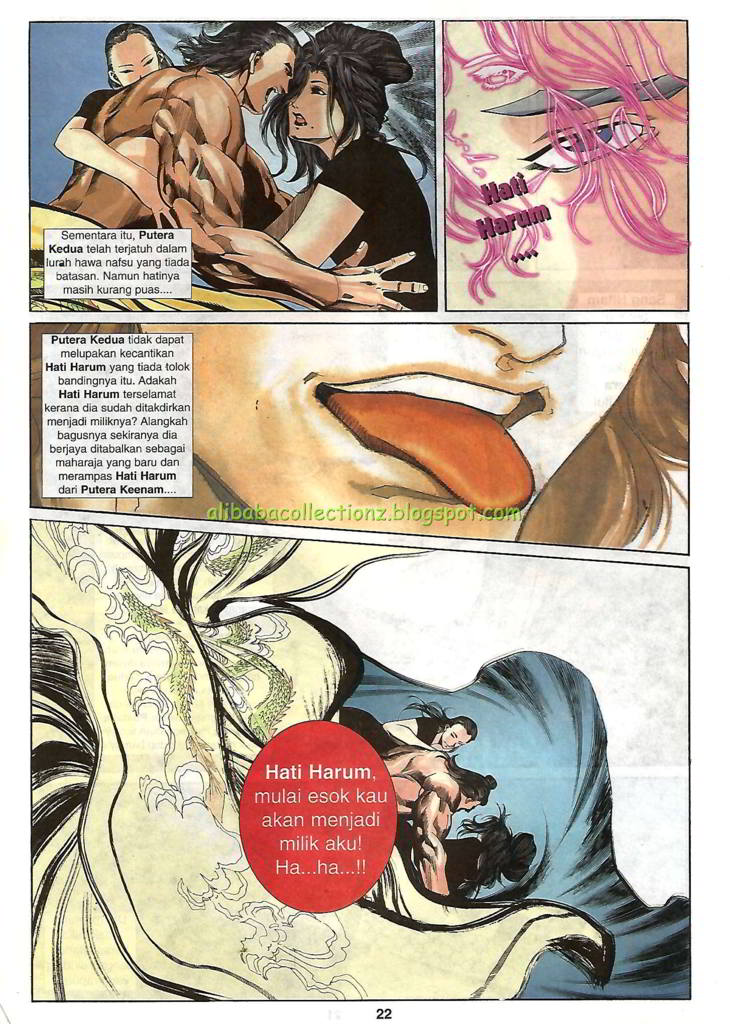 Sementara itu, Putera
Kedua telah terjatuh dalam
lurah hawa nafsu yang tiada
batasan. Namun hatinya
masih kurang puas....
Hati
Harum
....
Putera Kedua tidak dapat
melupakan kecantikan
Hati Harum yang tiada tolok
bandingnya itu. Adakah
Hati Harum terselamat
kerana dia sudah ditakdirkan
menjadi miliknya? Alangkah
bagusnya sekiranya dia
berjaya ditabalkan sebagai
maharaja yang baru dan
merampas Hati Harum
dari Putera Keenam....
alibabacollectionz.blogspot.com
Hati Harum,
mulai esok kau
akan menjadi
milik aku!
Ha...ha...!!
22